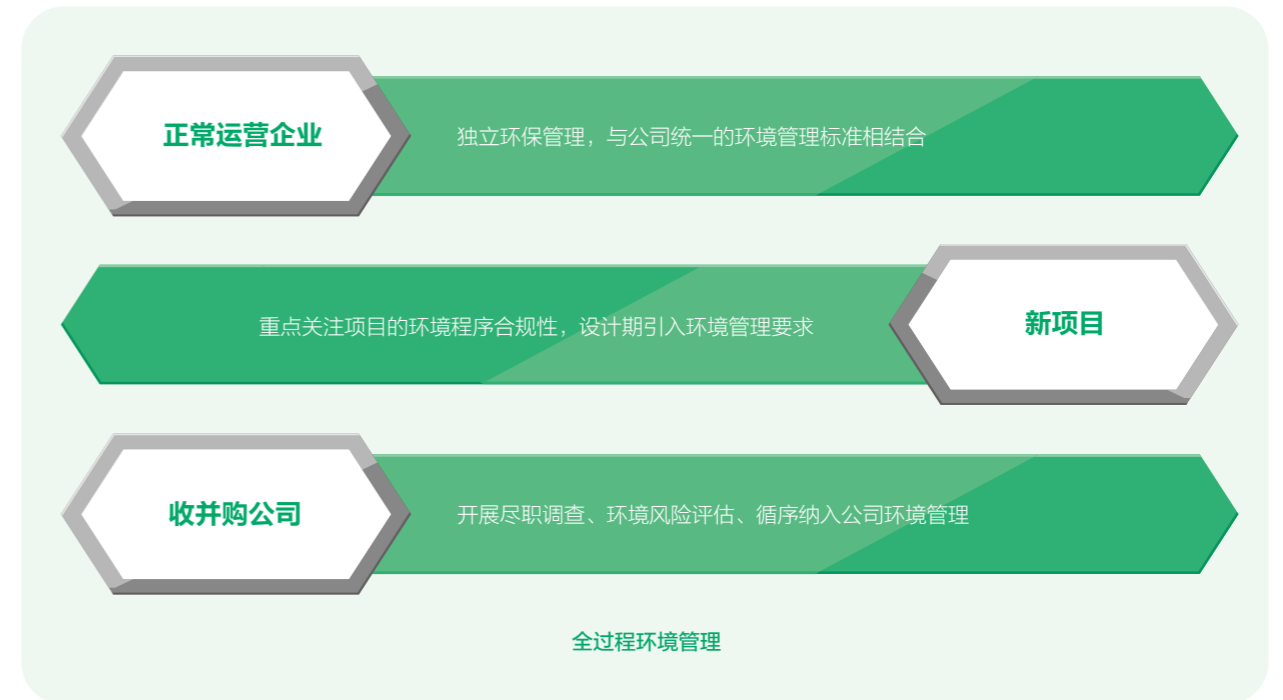 正常运营企业
独立环保管理，与公司统一的环境管理标准相结合
重点关注项目的环境程序合规性，设计期引入环境管理要求
新项目
收并购公司
开展尽职调查、环境风险评估、循序纳入公司环境管理
全过程环境管理